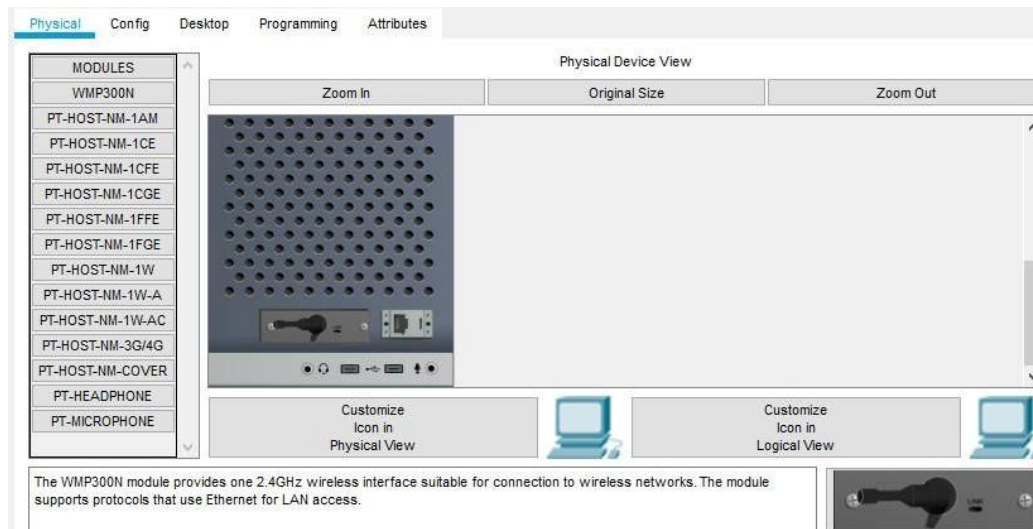 Physical Config Desktop Programming Attributes
MODULES
WMP300N
PT-HOST-NM-1AM
PT-HOST-NM-1CE
PT-HOST-NM-1CFE
PT-HOST-NM-1CGE
PT-HOST-NM-1FFE
PT-HOST-NM-1FGE
PT-HOST-NM-1W
PT-HOST-NM-1W-A
PT-HOST-NM-1W-AC
PT-HOST-NM-3G/4G
PT-HOST-NM-COVER
PT-HEADPHONE
PT-MICROPHONE
Physical Device View
Zoom In Original Size Zoom Out
Customize
Icon in
Physical View
Customize
Icon in
Logical View
The WMP300N module provides one 2.4GHz wireless interface suitable for connection to wireless networks. The module
supports protocols that use Ethernet for LAN access.
LINK